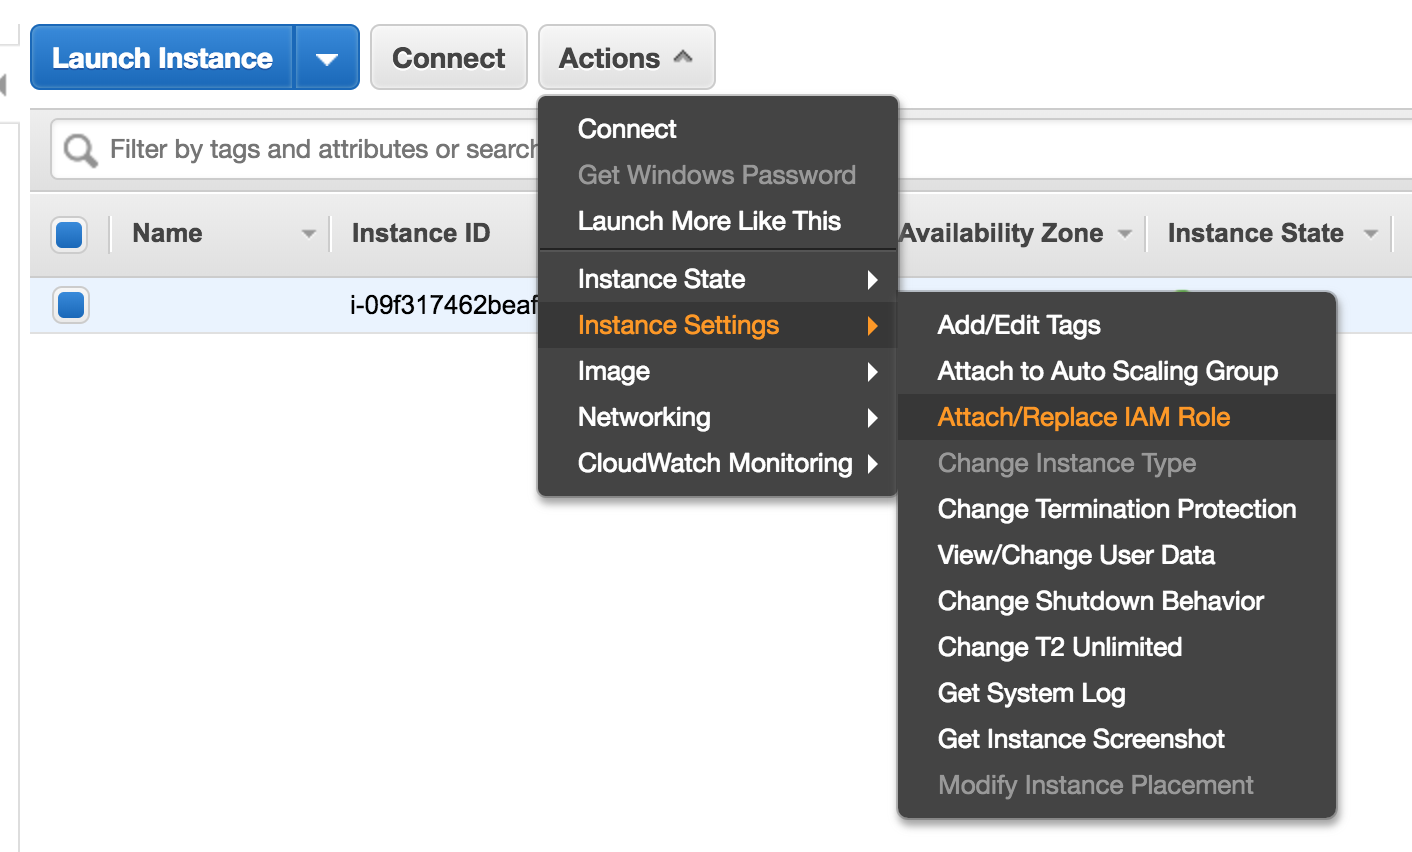 Launch Instance
Connect
Actions
Filter by tags and attributes or search
Name
Instance ID
Availability Zone
Instance State
i-09f317462beaf
Connect
Get Windows Password
Launch More Like This
Instance State
Instance Settings
Image
Networking
CloudWatch Monitoring
Add/Edit Tags
Attach to Auto Scaling Group
Attach/Replace IAM Role
Change Instance Type
Change Termination Protection
View/Change User Data
Change Shutdown Behavior
Change T2 Unlimited
Get System Log
Get Instance Screenshot
Modify Instance Placement